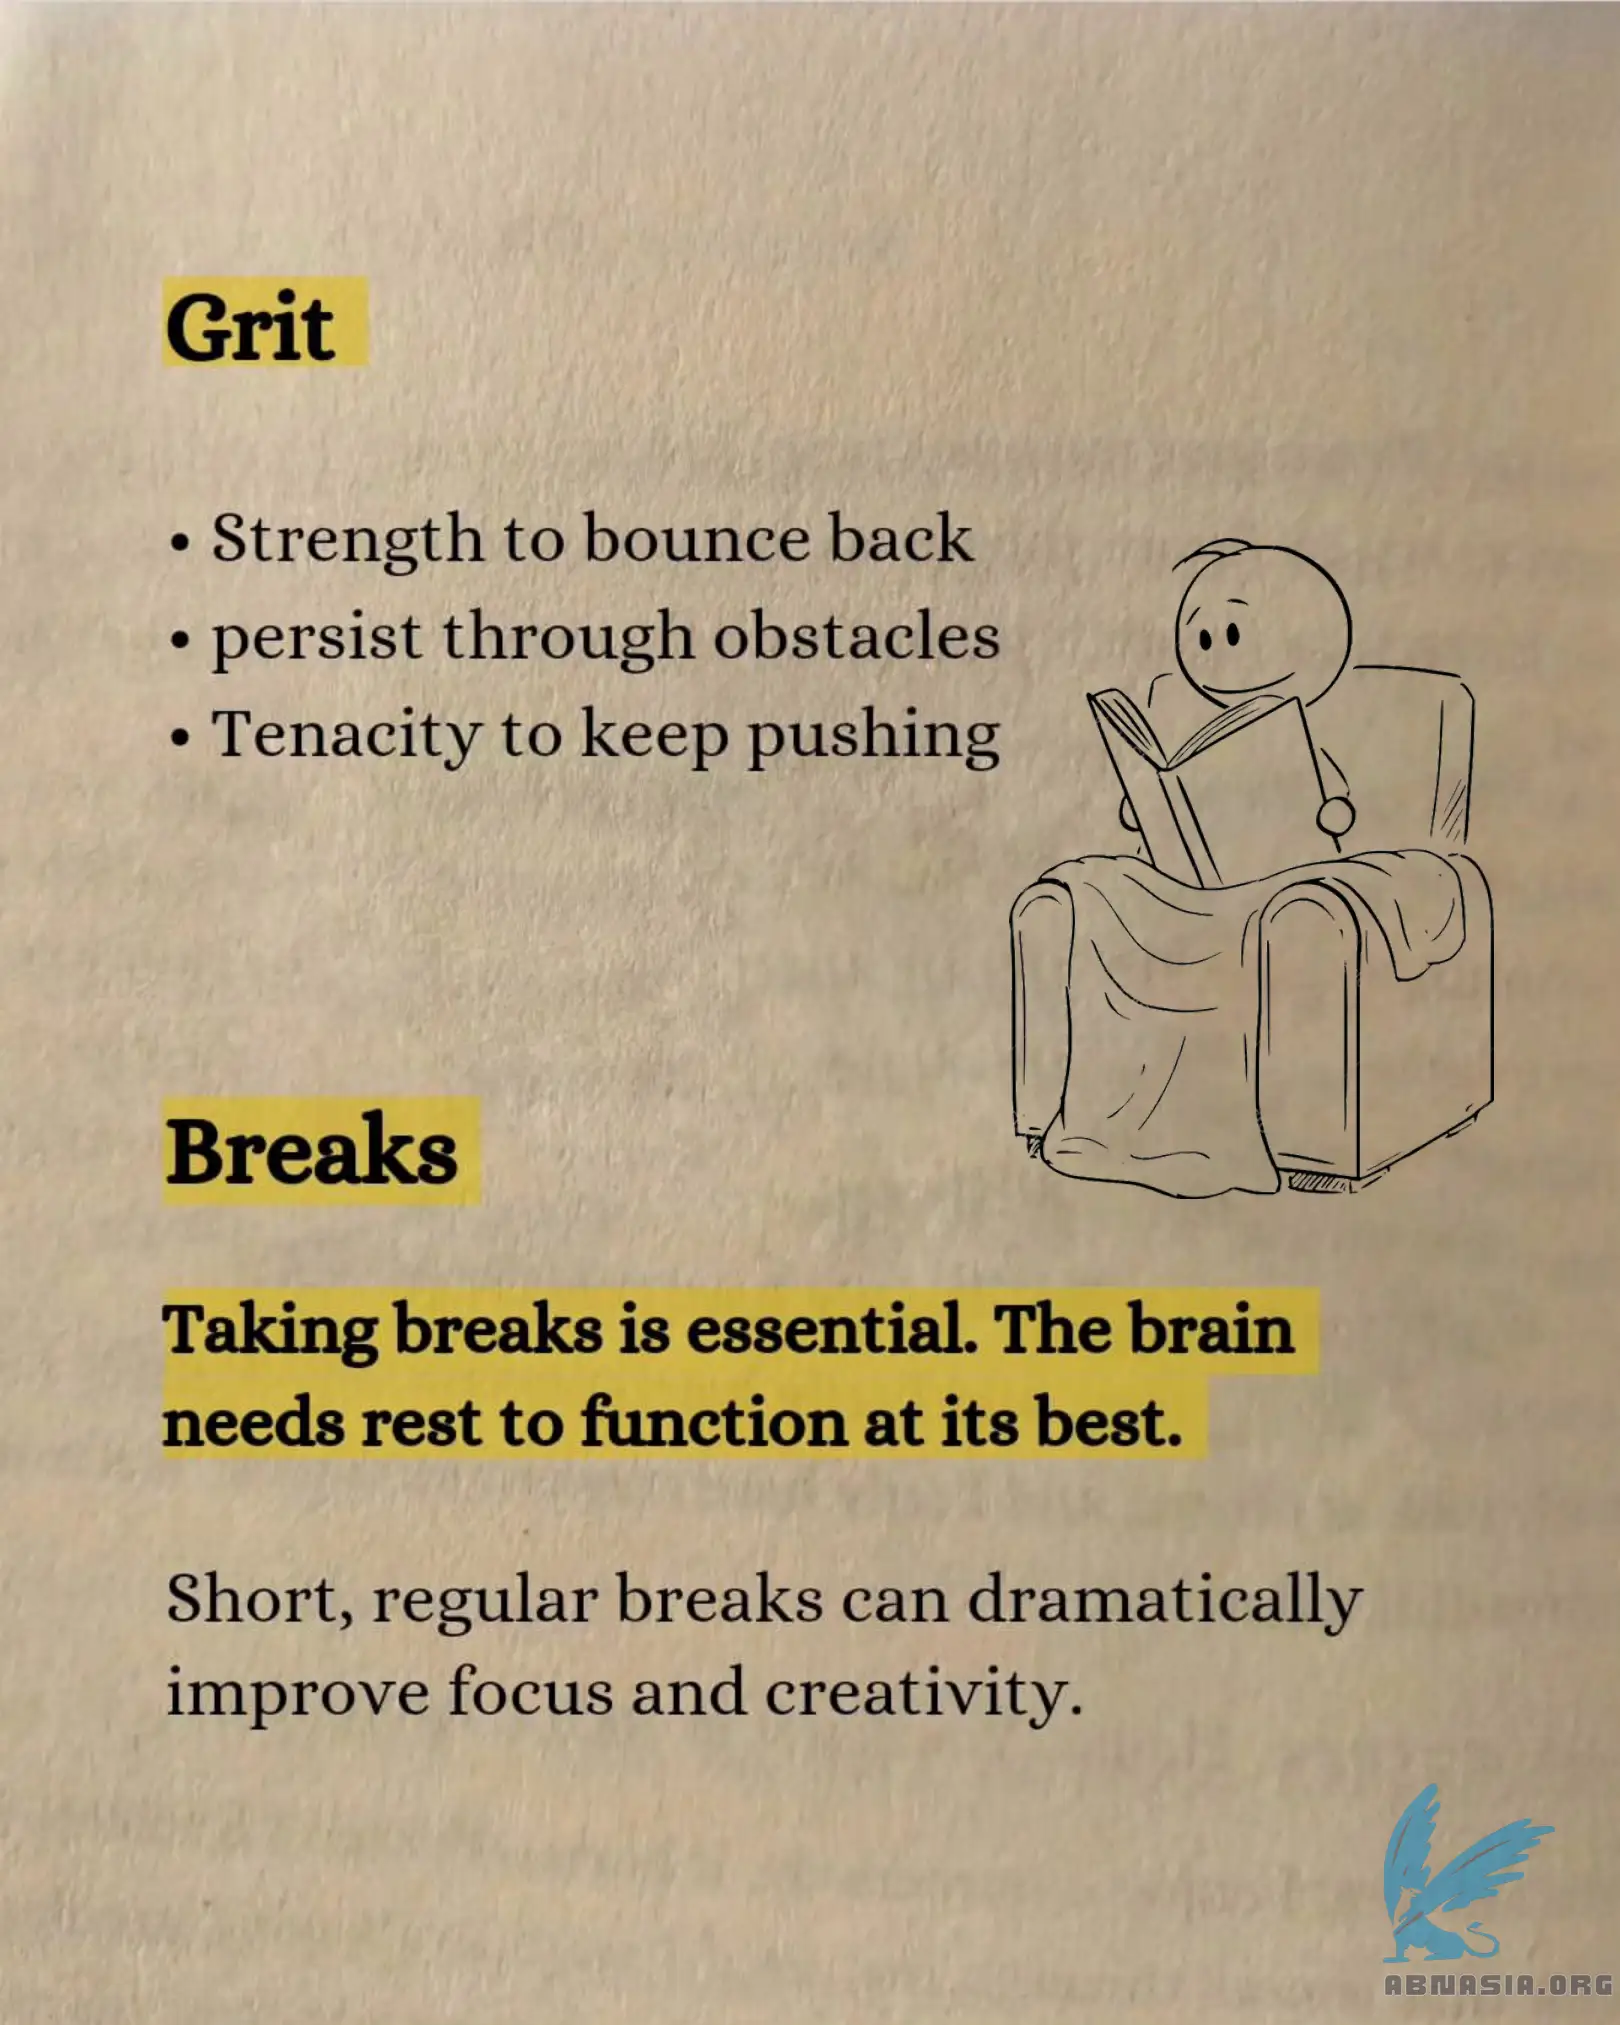 Grit
• Strength to bounce back
• persist through obstacles
• Tenacity to keep pushing
Breaks
Taking breaks is essential. The brain
needs rest to function at its best.
Short, regular breaks can dramatically
improve focus and creativity.
ABNASIA.ORG